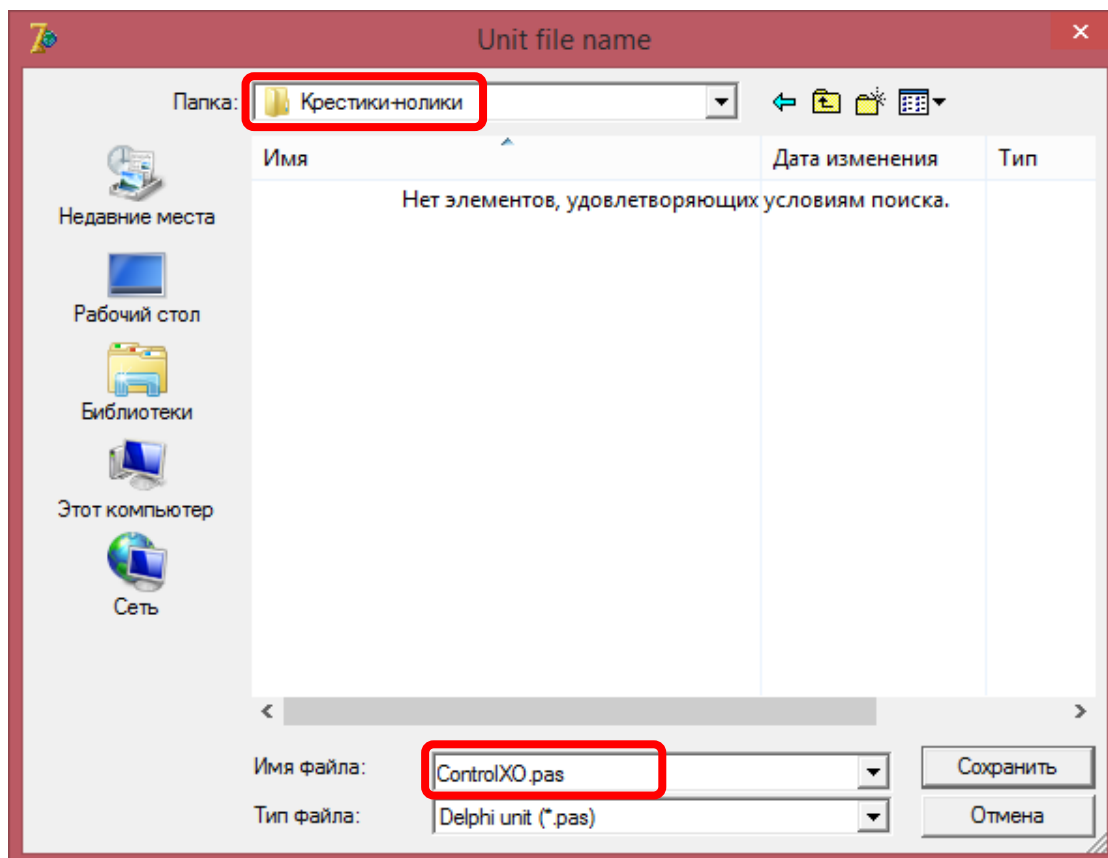 Unit file name
Папка: Крестики-нолики
Имя Дата изменения Тип
Нет элементов, удовлетворяющих условиям поиска.
Недавние места
Рабочий стол
Библиотеки
Этот компьютер
Сеть
Имя файла: ControlXO.pas Сохранить
Тип файла: Delphi unit (*.pas) Отмена